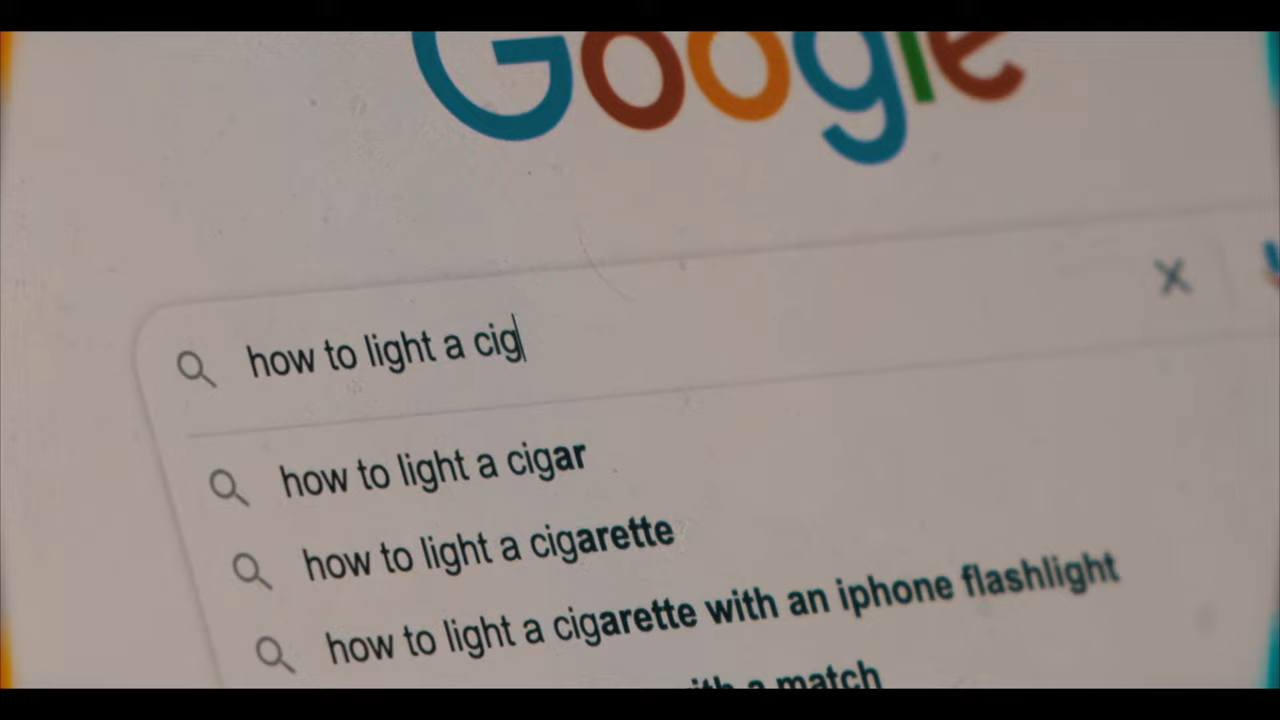 Google
how to light a cig
how to light a cigar
how to light a cigarette
how to light a cigarette with an iphone flashlight
with a match